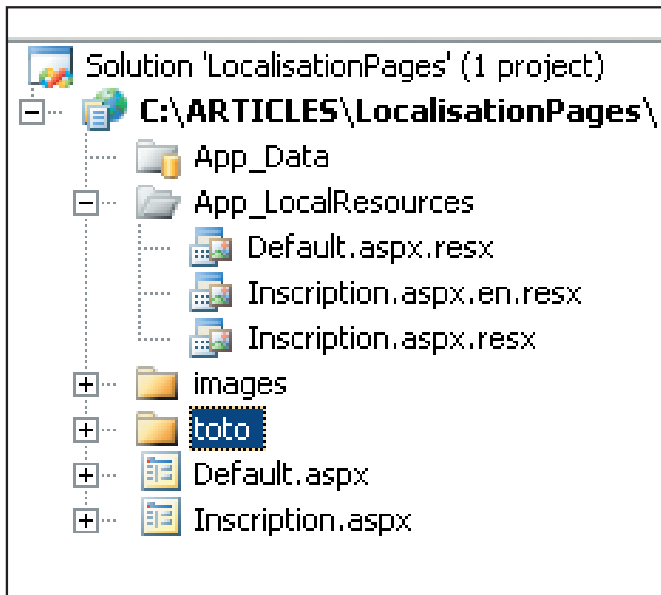 Solution 'LocalisationPages' (1 project)
C:\ARTICLES\LocalisationPages\
App_Data
App_LocalResources
Default.aspx.resx
Inscription.aspx.en.resx
Inscription.aspx.resx
images
toto
Default.aspx
Inscription.aspx